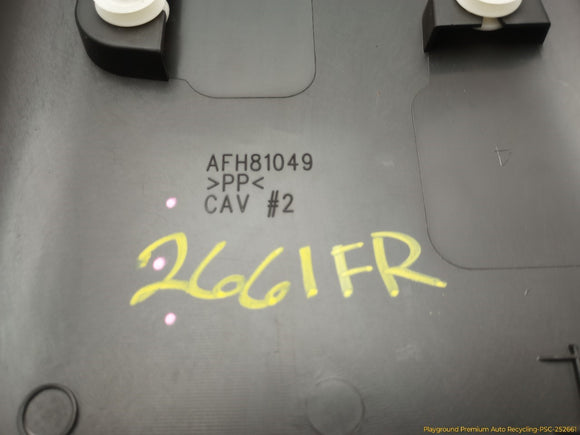 AFH81049
>PP<
CAV #2
2661FR
Playground Premium Auto Recycling-PSC-252661